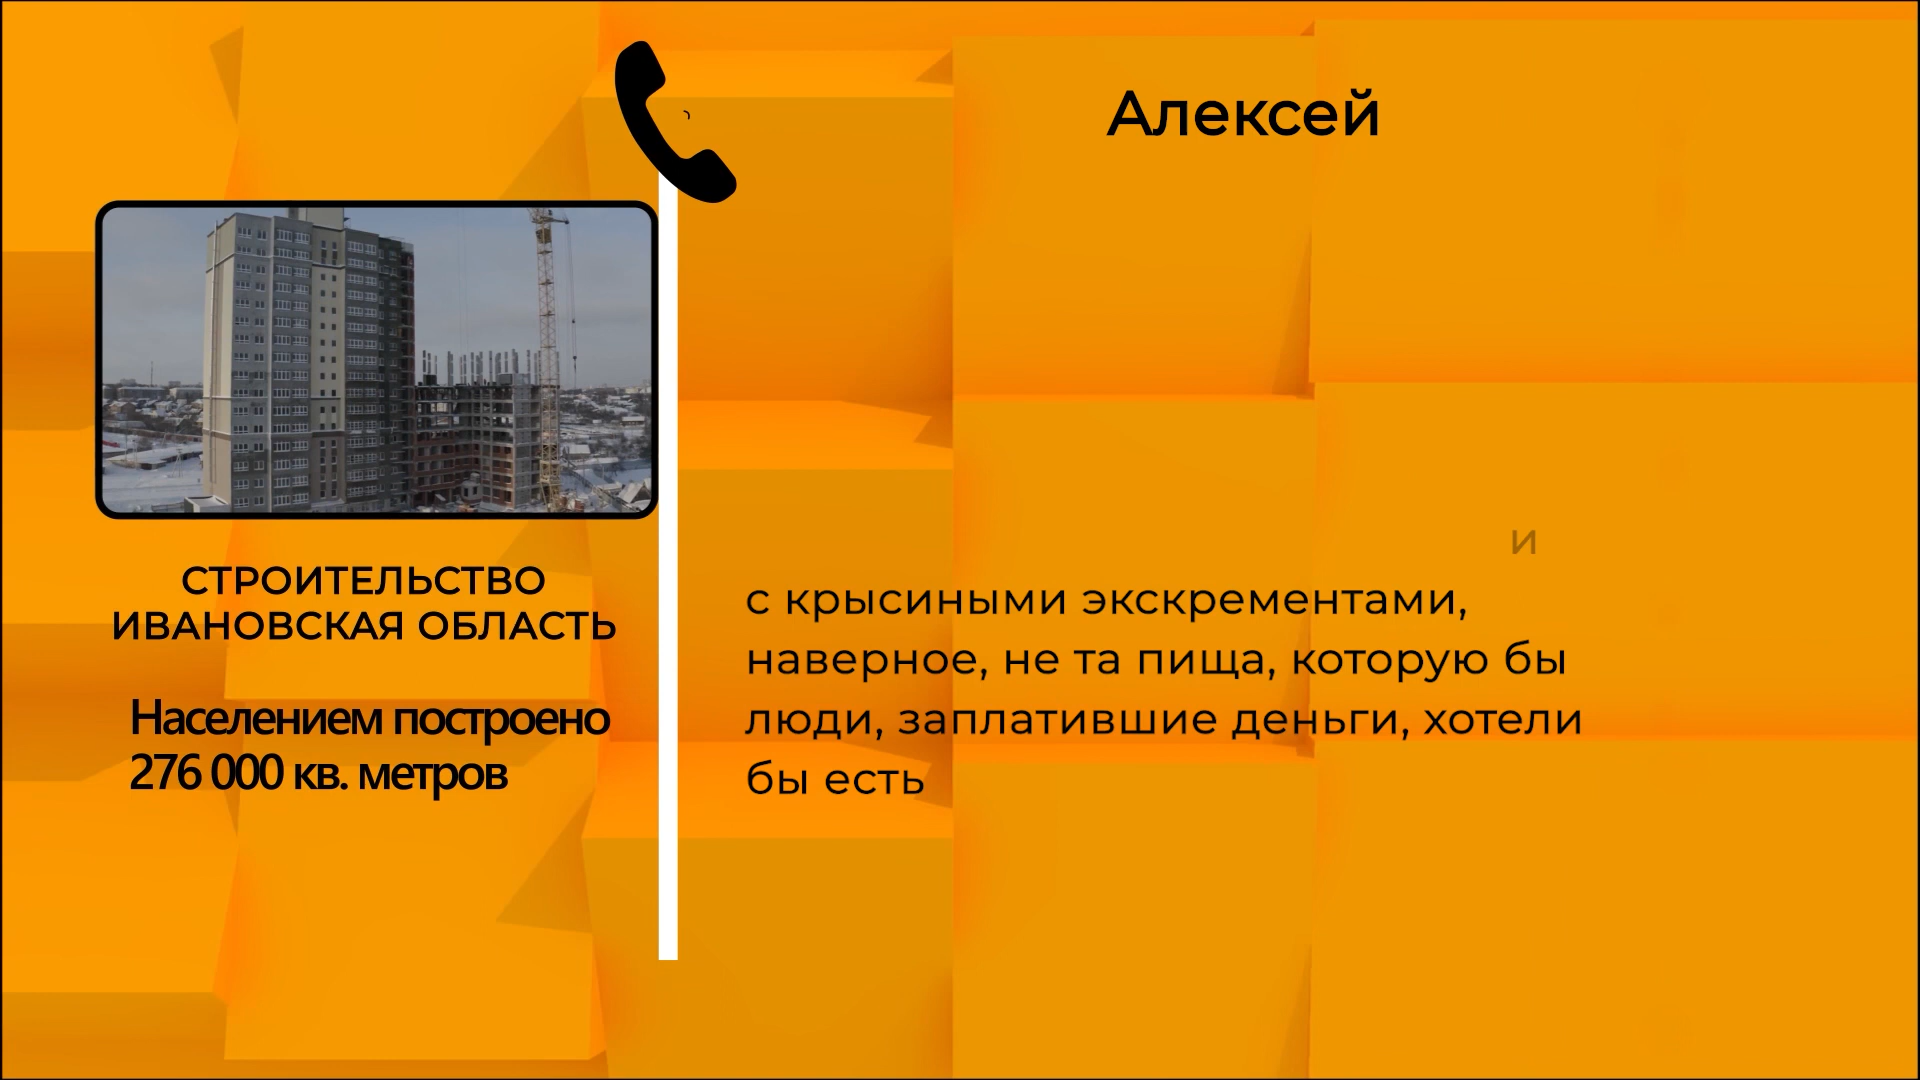 Алексей
СТРОИТЕЛЬСТВО
ИВАНОВСКАЯ ОБЛАСТЬ
Населением построено
276 000 кв. метров
и
с крысиными экскрементами,
наверное, не та пища, которую бы
люди, заплатившие деньги, хотели
бы есть